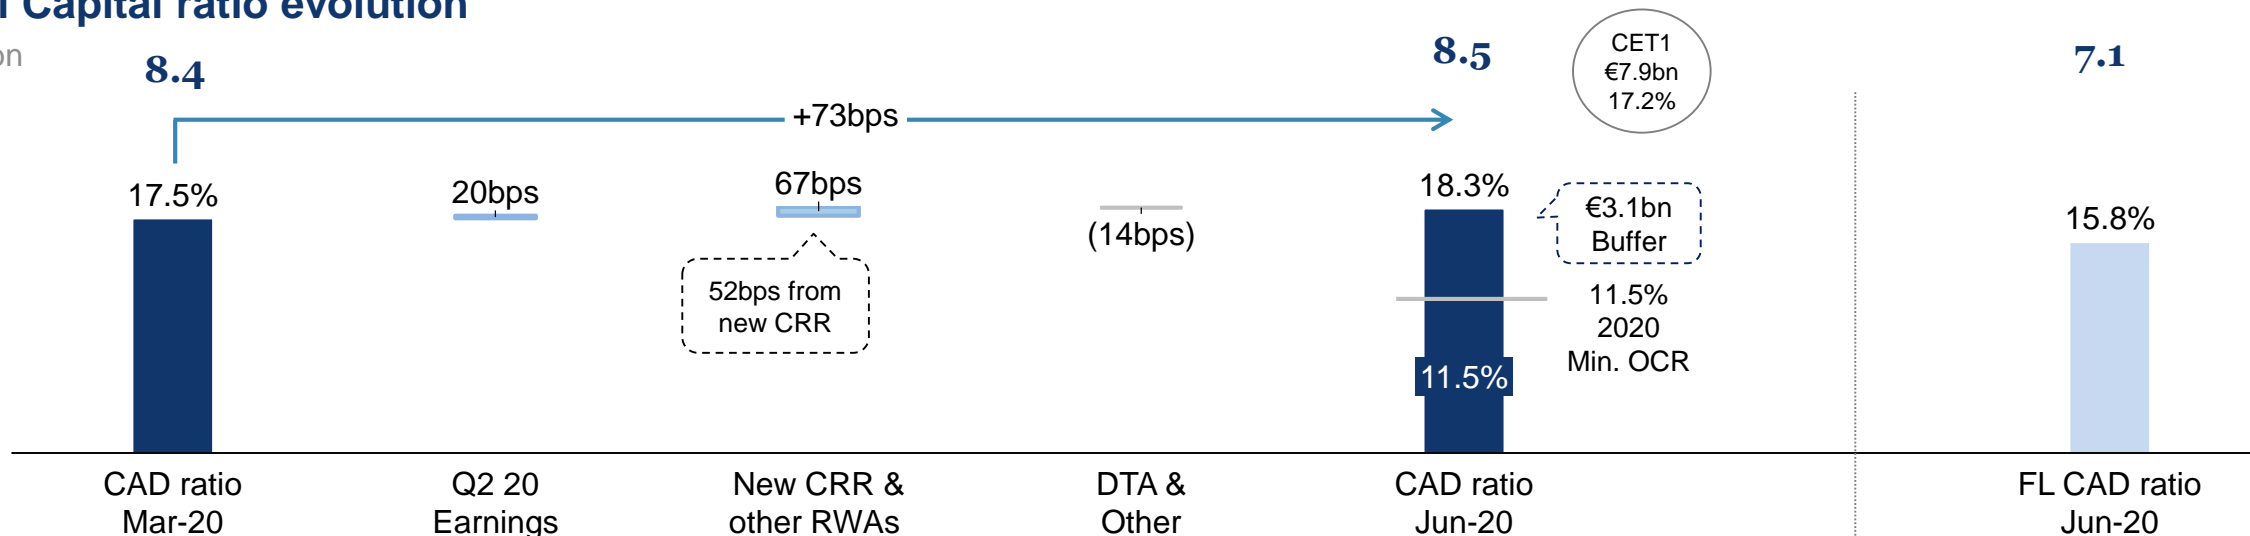 Capital ratio evolution
8.4
8.5
7.1
CET1
€7.9bn
17.2%
+73bps
17.5%
20bps
67bps
(14bps)
18.3%
€3.1bn
Buffer
15.8%
52bps from
new CRR
11.5%
2020
Min. OCR
11.5%
CAD ratio
Mar-20
Q2 20
Earnings
New CRR &
other RWAs
DTA &
Other
CAD ratio
Jun-20
FL CAD ratio
Jun-20